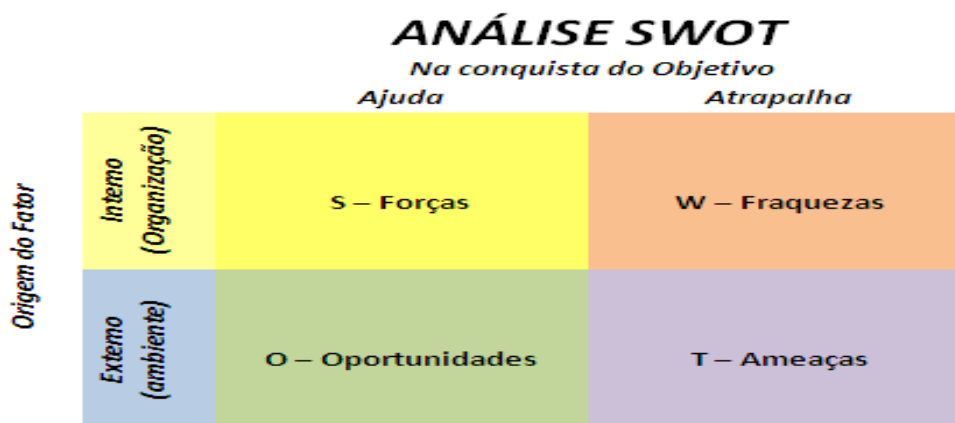 ANÁLISE SWOT
Na conquista do Objetivo
Ajuda
Atrapalha
Origem do Fator
Interno
(Organização)
S – Forças
W – Fraquezas
Externo
(ambiente)
O – Oportunidades
T – Ameaças